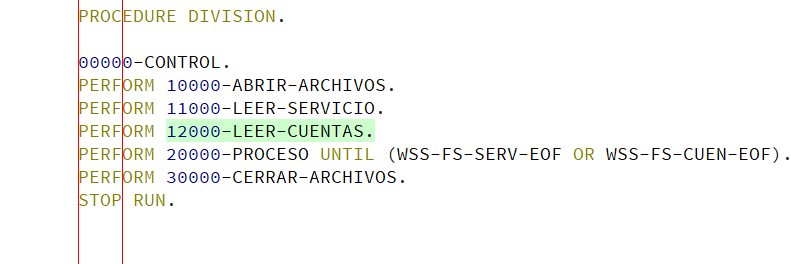 PROCEDURE DIVISION.
00000-CONTROL.
PERFORM 10000-ABRIR-ARCHIVOS.
PERFORM 11000-LEER-SERVICIO.
PERFORM 12000-LEER-CUENTAS.
PERFORM 20000-PROCESO UNTIL (WSS-FS-SERV-EOF OR WSS-FS-CUEN-EOF).
PERFORM 30000-CERRAR-ARCHIVOS.
STOP RUN.